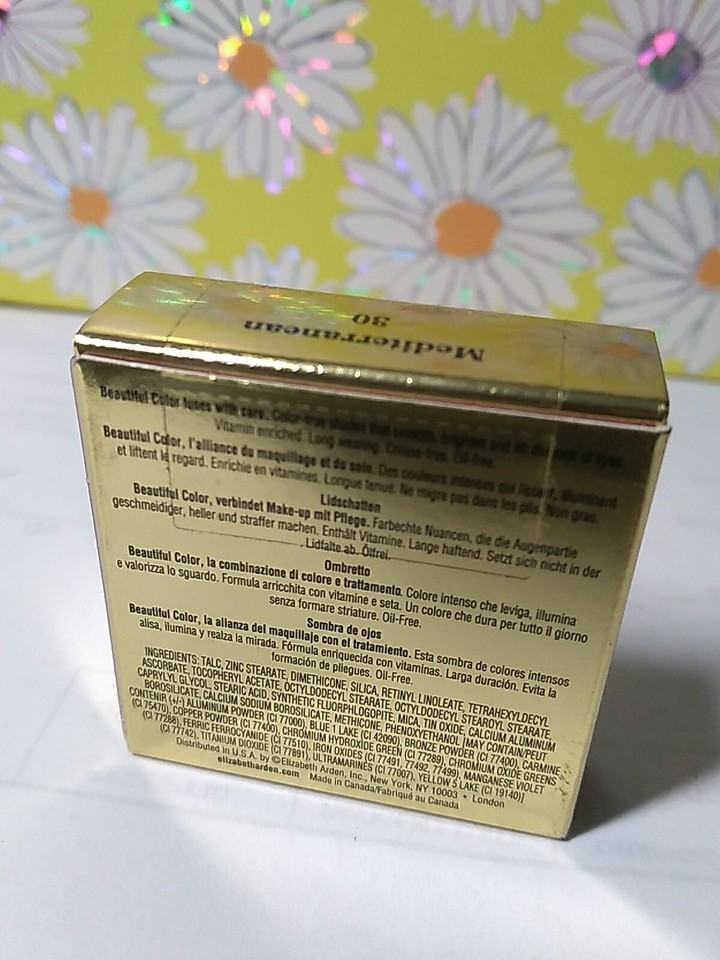 Mediterranean
30
Beautiful Color fuses with care. Color-true shades that smooth, brighten and lift the look of eyes.
Vitamin enriched. Long wearing. Crease-free. Oil-free.
Beautiful Color, l'alliance du maquillage et du soin. Des couleurs intenses qui lissent, illuminent
et liftent le regard. Enrichie en vitamines. Longue tenue. Ne migre pas dans les plis. Non gras.
Lidschatten
Beautiful Color, verbindet Make-up mit Pflege. Farbechte Nuancen, die die Augenpartie
geschmeidiger, heller und straffer machen. Enthält Vitamine. Lange haftend. Setzt sich nicht in der
Lidfalte ab. Ölfrei.
Ombretto
Beautiful Color, la combinazione di colore e trattamento. Colore intenso che leviga, illumina
e valorizza lo sguardo. Formula arricchita con vitamine e seta. Un colore che dura per tutto il giorno
senza formare striature. Oil-Free.
Sombra de ojos
Beautiful Color, la alianza del maquillaje con el tratamiento. Esta sombra de colores intensos
alisa, ilumina y realza la mirada. Fórmula enriquecida con vitaminas. Larga duración. Evita la
formación de pliegues. Oil-Free.
INGREDIENTS: TALC, ZINC STEARATE, DIMETHICONE, SILICA, RETINYL LINOLEATE, TETRAHEXYLDECYL
ASCORBATE, TOCOPHERYL ACETATE, OCTYLDODECYL STEARATE, OCTYLDODECYL STEAROYL STEARATE,
CAPRYLYL GLYCOL, STEARIC ACID, SYNTHETIC FLUORPHLOGOPITE, MICA, TIN OXIDE, CALCIUM ALUMINUM
BOROSILICATE, CALCIUM SODIUM BOROSILICATE, METHICONE, PHENOXYETHANOL. [MAY CONTAIN/PEUT
CONTENIR (+/-) ALUMINUM POWDER (CI 77000), BLUE 1 LAKE (CI 42090), BRONZE POWDER (CI 77400), CARMINE
(CI 75470), COPPER POWDER (CI 77400), CHROMIUM HYDROXIDE GREEN (CI 77289), CHROMIUM OXIDE GREENS
(CI 77288), FERRIC FERROCYANIDE (CI 77510), IRON OXIDES (CI 77491, 77492, 77499), MANGANESE VIOLET
(CI 77742), TITANIUM DIOXIDE (CI 77891), ULTRAMARINES (CI 77007), YELLOW 5 LAKE (CI 19140)]
Distributed in U.S.A. by ©Elizabeth Arden, Inc., New York, NY 10003 • London
elizabetharden.com Made in Canada/Fabriqué au Canada